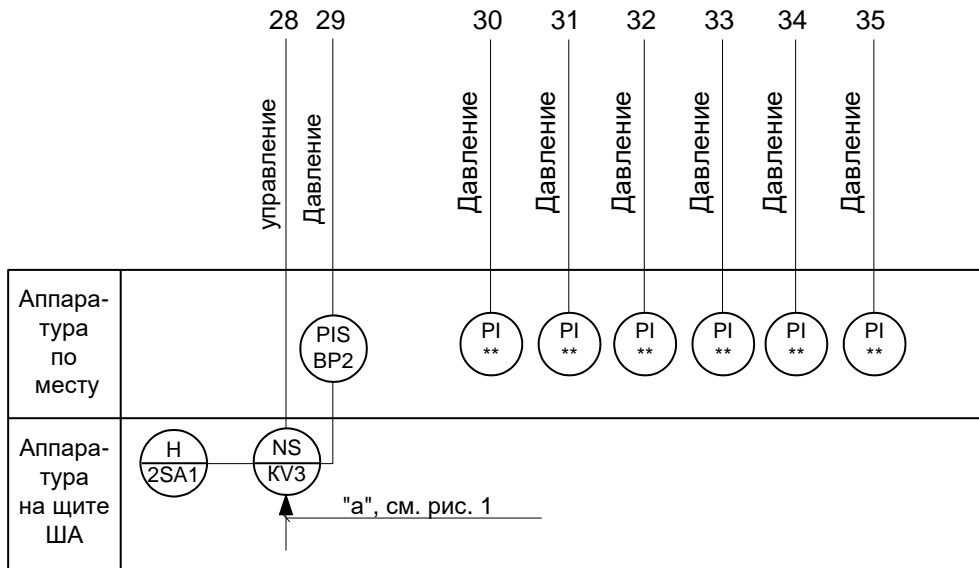 28 29 30 31 32 33 34 35
управление
Давление
Давление
Давление
Давление
Давление
Давление
Давление
Аппара-
тура
по
месту
PIS
BP2
PI
**
PI
**
PI
**
PI
**
PI
**
PI
**
Аппара-
тура
на щите
ША
H
2SA1
NS
KV3
"а", см. рис. 1